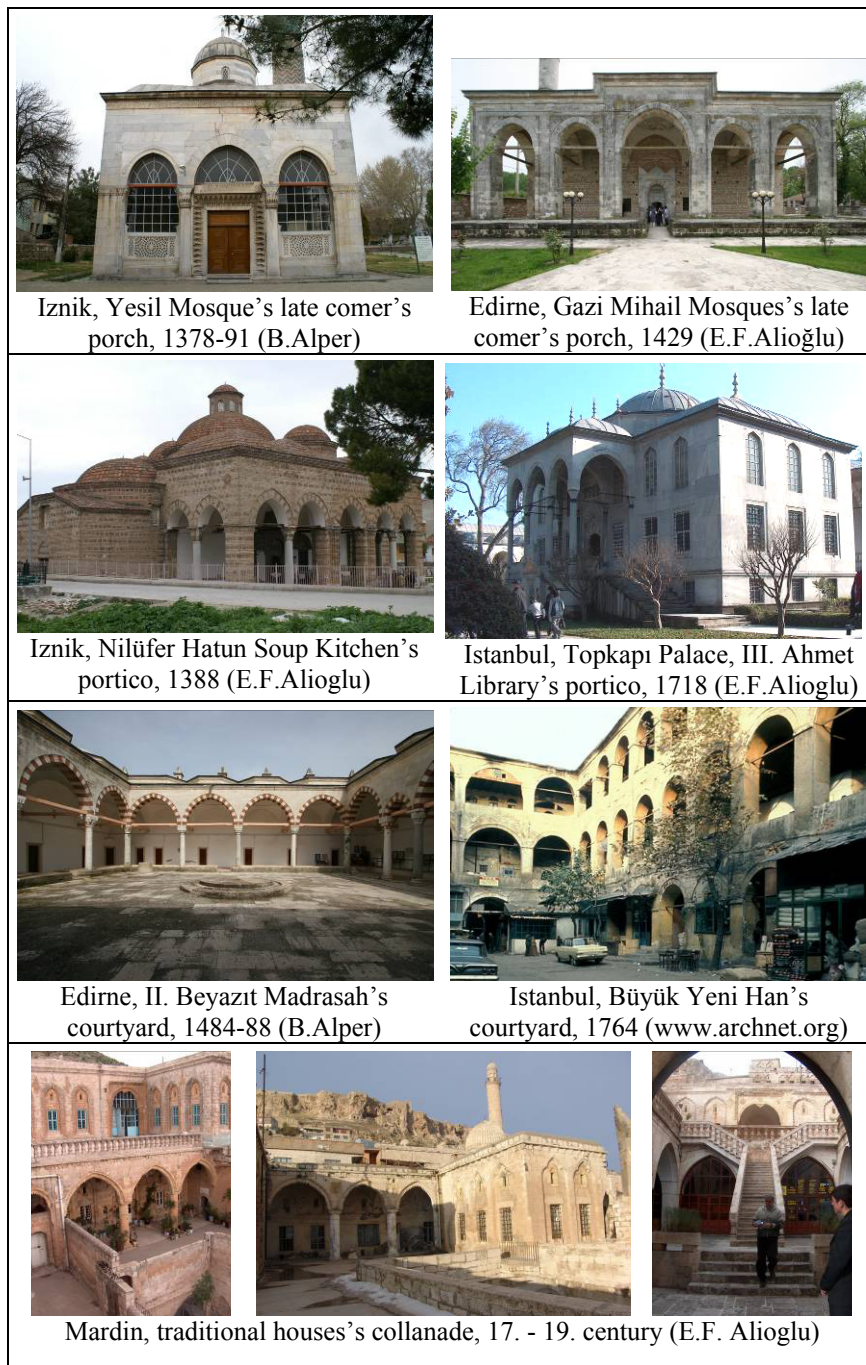 Iznik, Yesil Mosque's late comer's
porch, 1378-91 (B.Alper)
Edirne, Gazi Mihail Mosques's late
comer's porch, 1429 (E.F.Alioğlu)
Iznik, Nilüfer Hatun Soup Kitchen's
portico, 1388 (E.F.Alioglu)
Istanbul, Topkapı Palace, III. Ahmet
Library's portico, 1718 (E.F.Alioglu)
Edirne, II. Beyazıt Madrasah's
courtyard, 1484-88 (B.Alper)
Istanbul, Büyük Yeni Han's
courtyard, 1764 (www.archnet.org)
Mardin, traditional houses's collanade, 17. - 19. century (E.F. Alioglu)